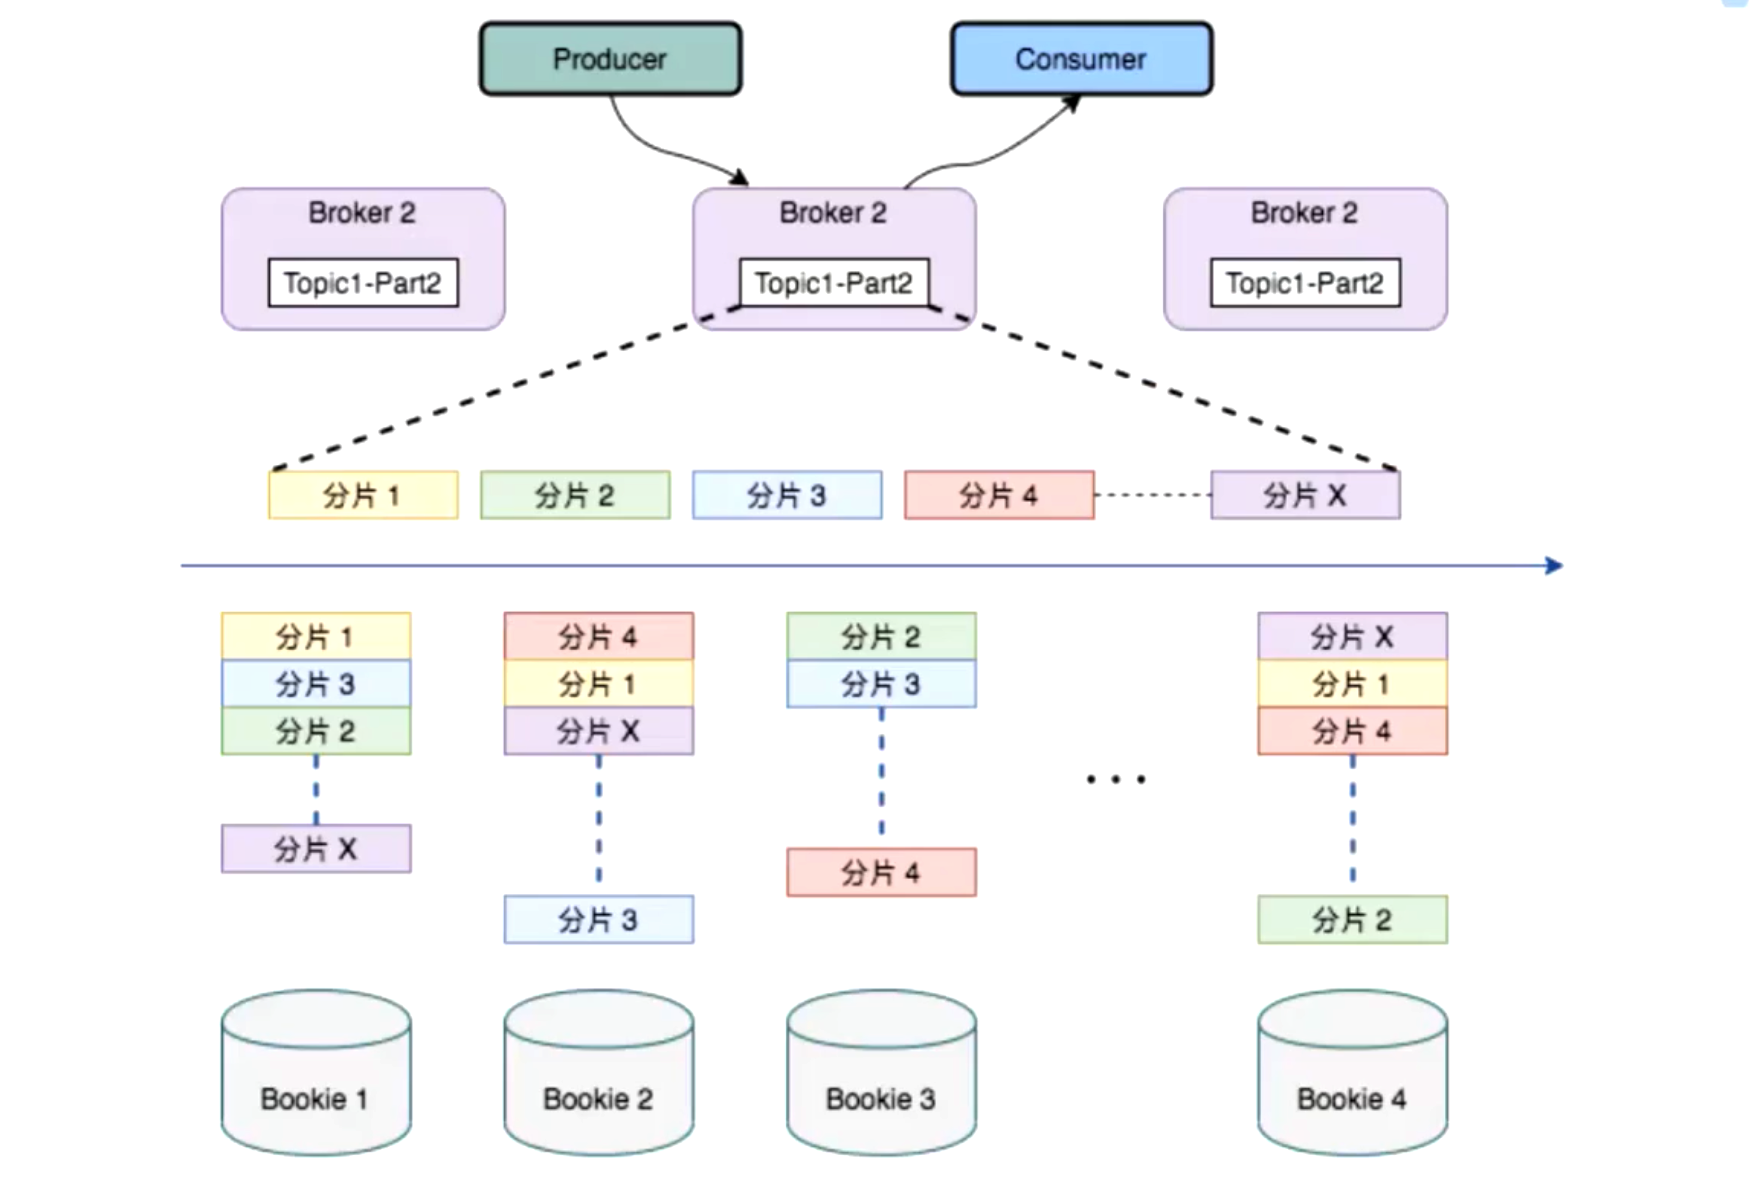 Producer
Consumer
Broker 2
Broker 2
Broker 2
Topic1-Part2
Topic1-Part2
Topic1-Part2
分片 1
分片 2
分片 3
分片 4
分片 X
分片 1
分片 3
分片 2
分片 X
分片 4
分片 1
分片 X
分片 3
分片 2
分片 3
分片 4
...
分片 X
分片 1
分片 4
分片 2
Bookie 1
Bookie 2
Bookie 3
Bookie 4